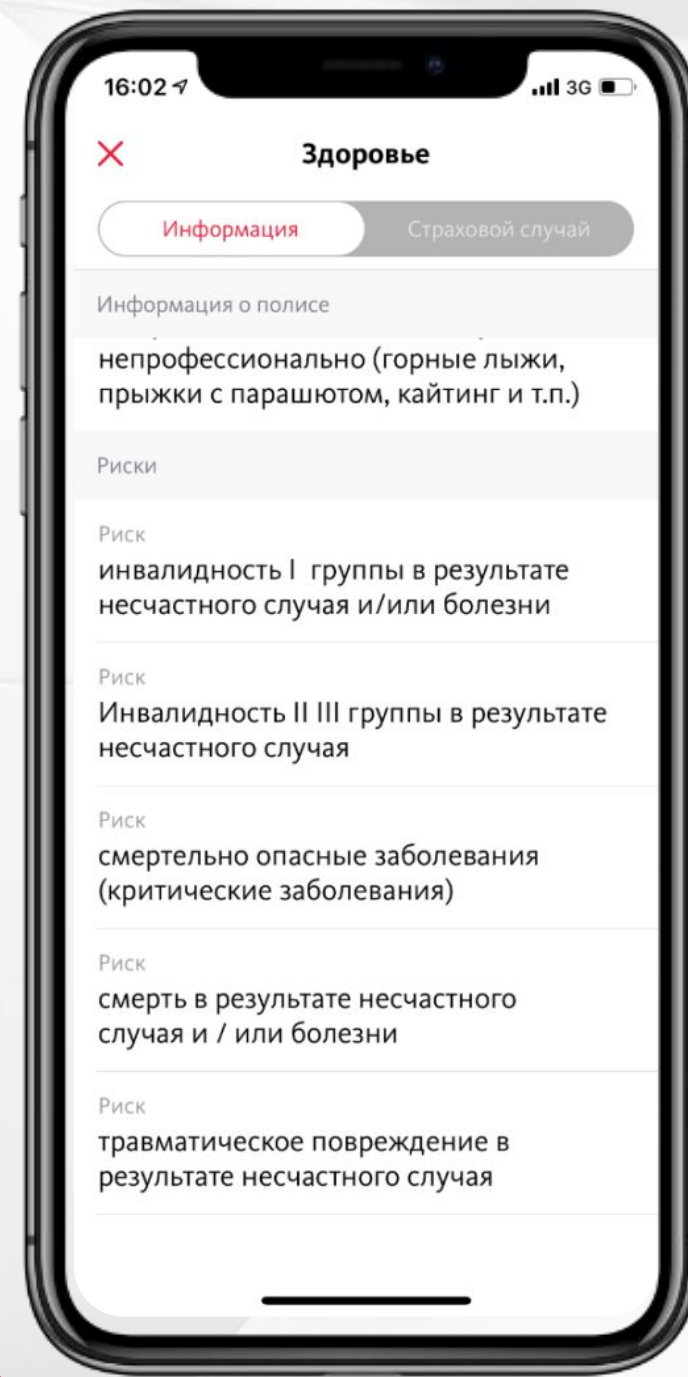 16:02
3G
Здоровье
Информация
Страховой случай
Информация о полисе
непрофессионально (горные лыжи,
прыжки с парашютом, кайтинг и т.п.)
Риски
Риск
инвалидность I группы в результате
несчастного случая и/или болезни
Риск
Инвалидность II III группы в результате
несчастного случая
Риск
смертельно опасные заболевания
(критические заболевания)
Риск
смерть в результате несчастного
случая и / или болезни
Риск
травматическое повреждение в
результате несчастного случая